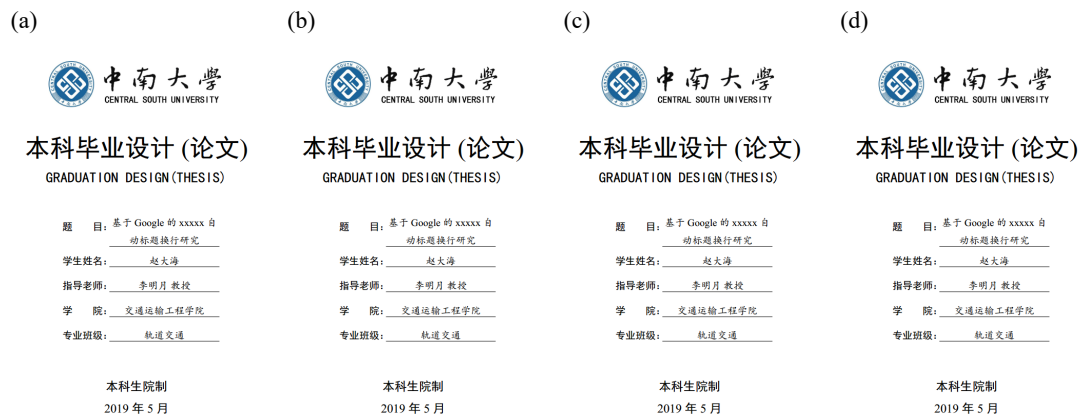 (a)
中南大学
CENTRAL SOUTH UNIVERSITY
本科毕业设计 (论文)
GRADUATION DESIGN(THESIS)
题 目：基于 Google 的 xxxxx 自
动标题换行研究
学生姓名：赵大海
指导老师：李明月 教授
学 院：交通运输工程学院
专业班级：轨道交通
本科生院制
2019 年 5 月
(b)
中南大学
CENTRAL SOUTH UNIVERSITY
本科毕业设计 (论文)
GRADUATION DESIGN(THESIS)
题 目：基于 Google 的 xxxxx 自
动标题换行研究
学生姓名：赵大海
指导老师：李明月 教授
学 院：交通运输工程学院
专业班级：轨道交通
本科生院制
2019 年 5 月
(c)
中南大学
CENTRAL SOUTH UNIVERSITY
本科毕业设计 (论文)
GRADUATION DESIGN(THESIS)
题 目：基于 Google 的 xxxxx 自
动标题换行研究
学生姓名：赵大海
指导老师：李明月 教授
学 院：交通运输工程学院
专业班级：轨道交通
本科生院制
2019 年 5 月
(d)
中南大学
CENTRAL SOUTH UNIVERSITY
本科毕业设计 (论文)
GRADUATION DESIGN(THESIS)
题 目：基于 Google 的 xxxxx 自
动标题换行研究
学生姓名：赵大海
指导老师：李明月 教授
学 院：交通运输工程学院
专业班级：轨道交通
本科生院制
2019 年 5 月